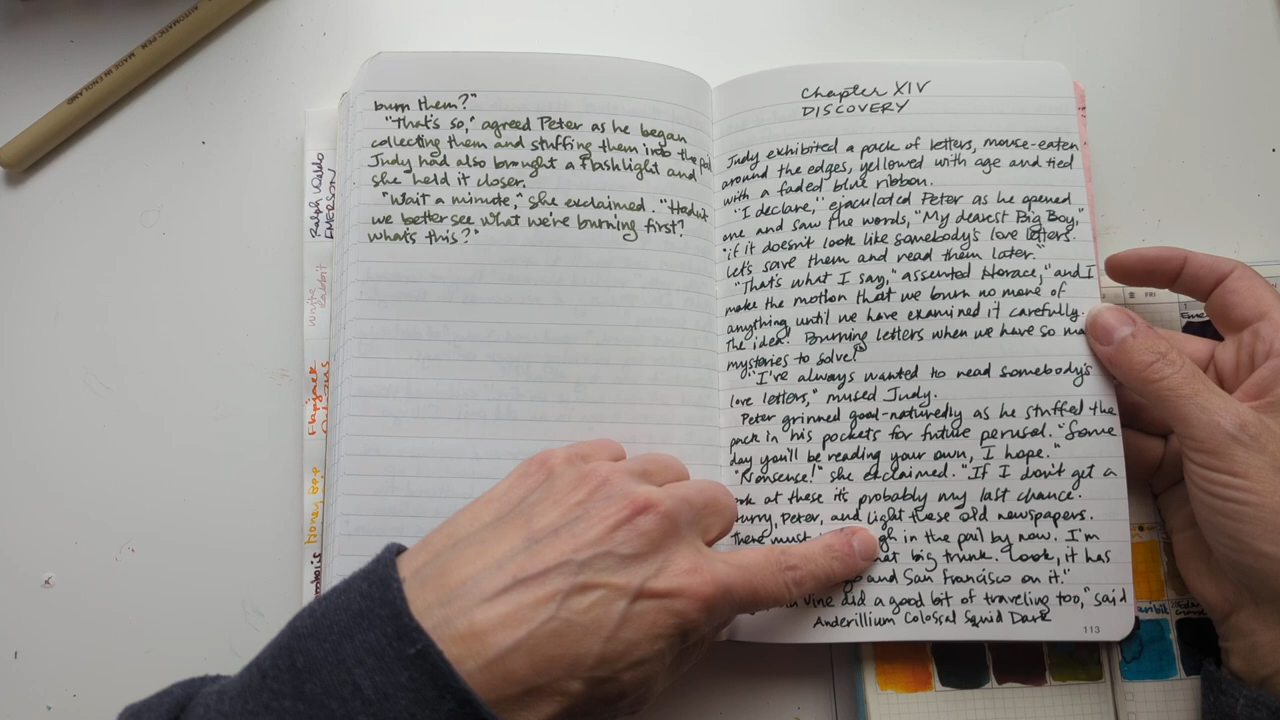 AUTOMATIC PEN MADE IN ENGLAND
Ralph Waldo
EMERSON
Write
Rabbit
Flapjack
Honey Bee
burn them?"
"That's so," agreed Peter as he began
collecting them and stuffing them into the
Judy had also brought a flashlight and
she held it closer.
"Wait a minute," she exclaimed. "Hadn't
we better see what we're burning first?
what's this?"
Chapter XIV
DISCOVERY
Judy exhibited a pack of letters, mouse-eaten
around the edges, yellowed with age and tied
with a faded blue ribbon.
"I declare," ejaculated Peter as he opened
one and saw the words, "My dearest Big Boy,"
"if it doesn't look like somebody's love letters.
Let's save them and read them later."
"That's what I say," assented Horace, "and I
make the motion that we burn no more of
anything until we have examined it carefully.
The idea! Burning letters when we have so
mysteries to solve!"
"I've always wanted to read somebody's
love letters," mused Judy.
Peter grinned good-naturedly as he stuffed the
pack in his pockets for future perusal. "Some
day you'll be reading your own, I hope."
"Nonsense!" she exclaimed. "If I don't get a
at these it's probably my last chance.
Hurry, Peter, and light these old newspapers.
There must in the pail by now. I'm
big trunk. Look, it has
and San Francisco on it."
Vine did a good bit of traveling too," said
Anderillium Colossal Squid Dark
113
FRI